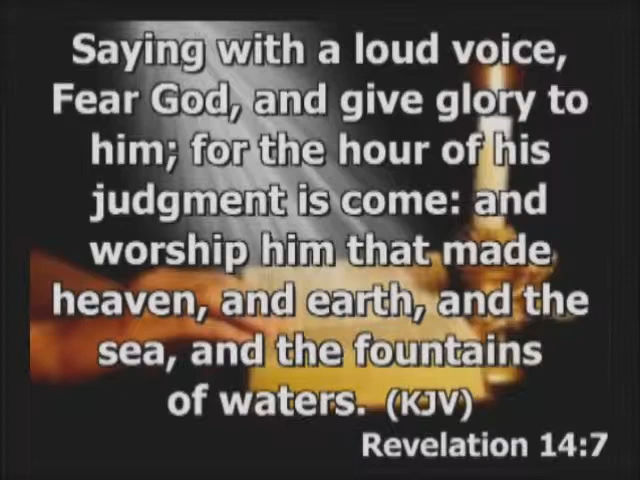 Saying with a loud voice,
Fear God, and give glory to
him; for the hour of his
judgment is come: and
worship him that made
heaven, and earth, and the
sea, and the fountains
of waters. (KJV)
Revelation 14:7